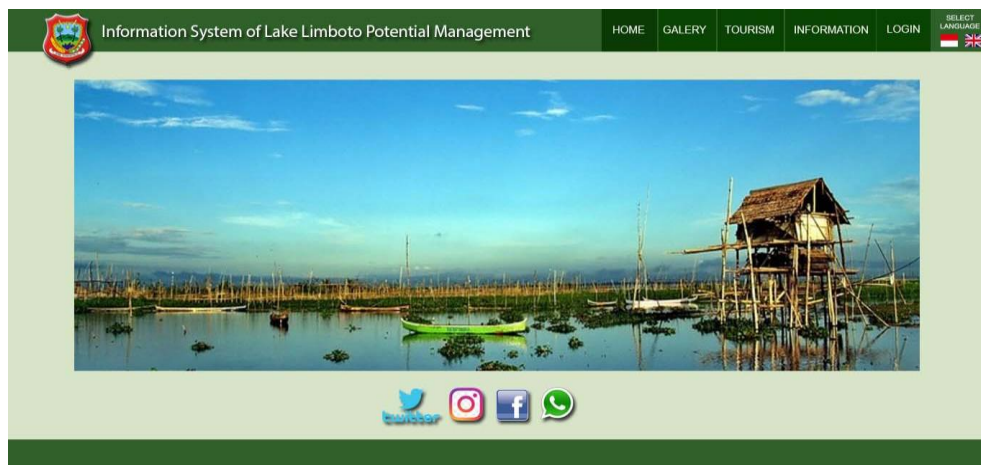 Information System of Lake Limboto Potential Management
HOME
GALERY
TOURISM
INFORMATION
LOGIN
SELECT
LANGUAGE
twitter